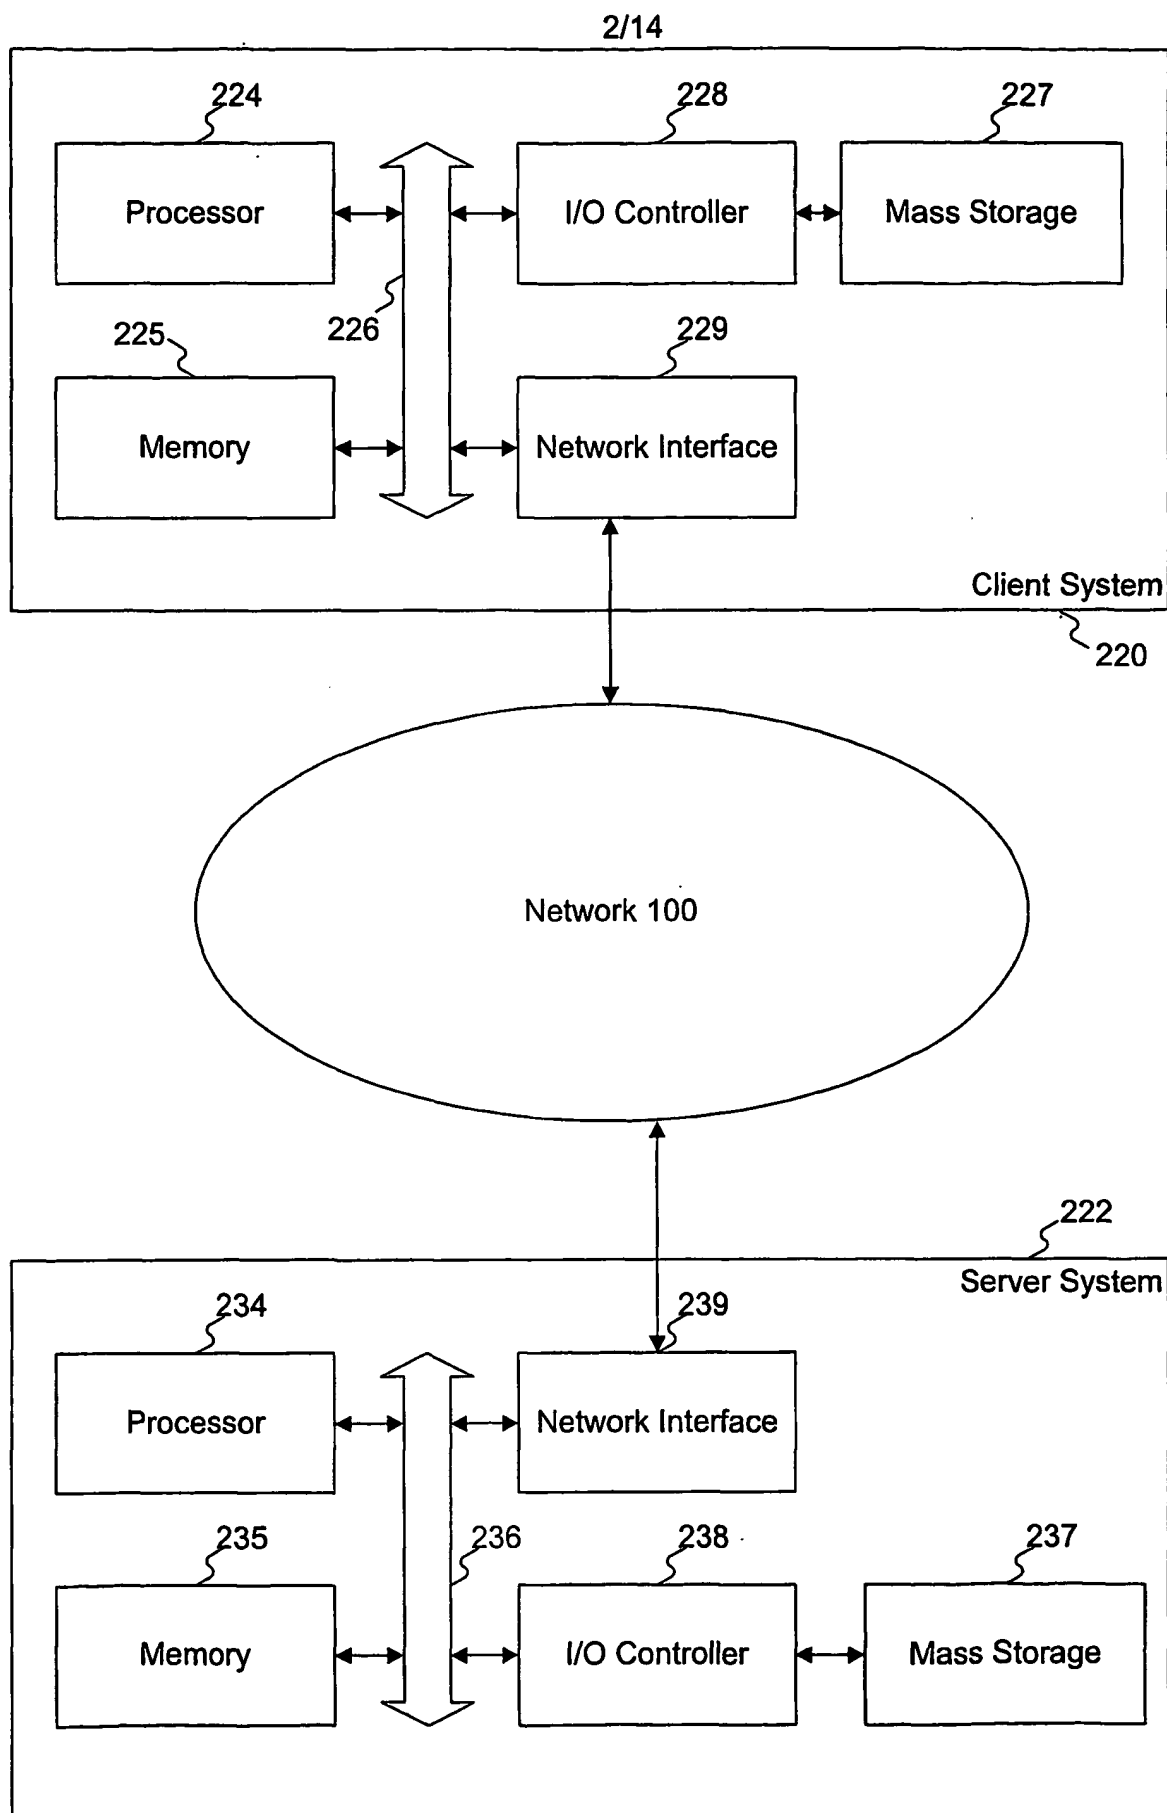 2/14
224
228
227
Processor
I/O Controller
Mass Storage
226
225
229
Memory
Network Interface
Client System
220
Network 100
222
Server System
234
239
Processor
Network Interface
235
236
238
237
Memory
I/O Controller
Mass Storage